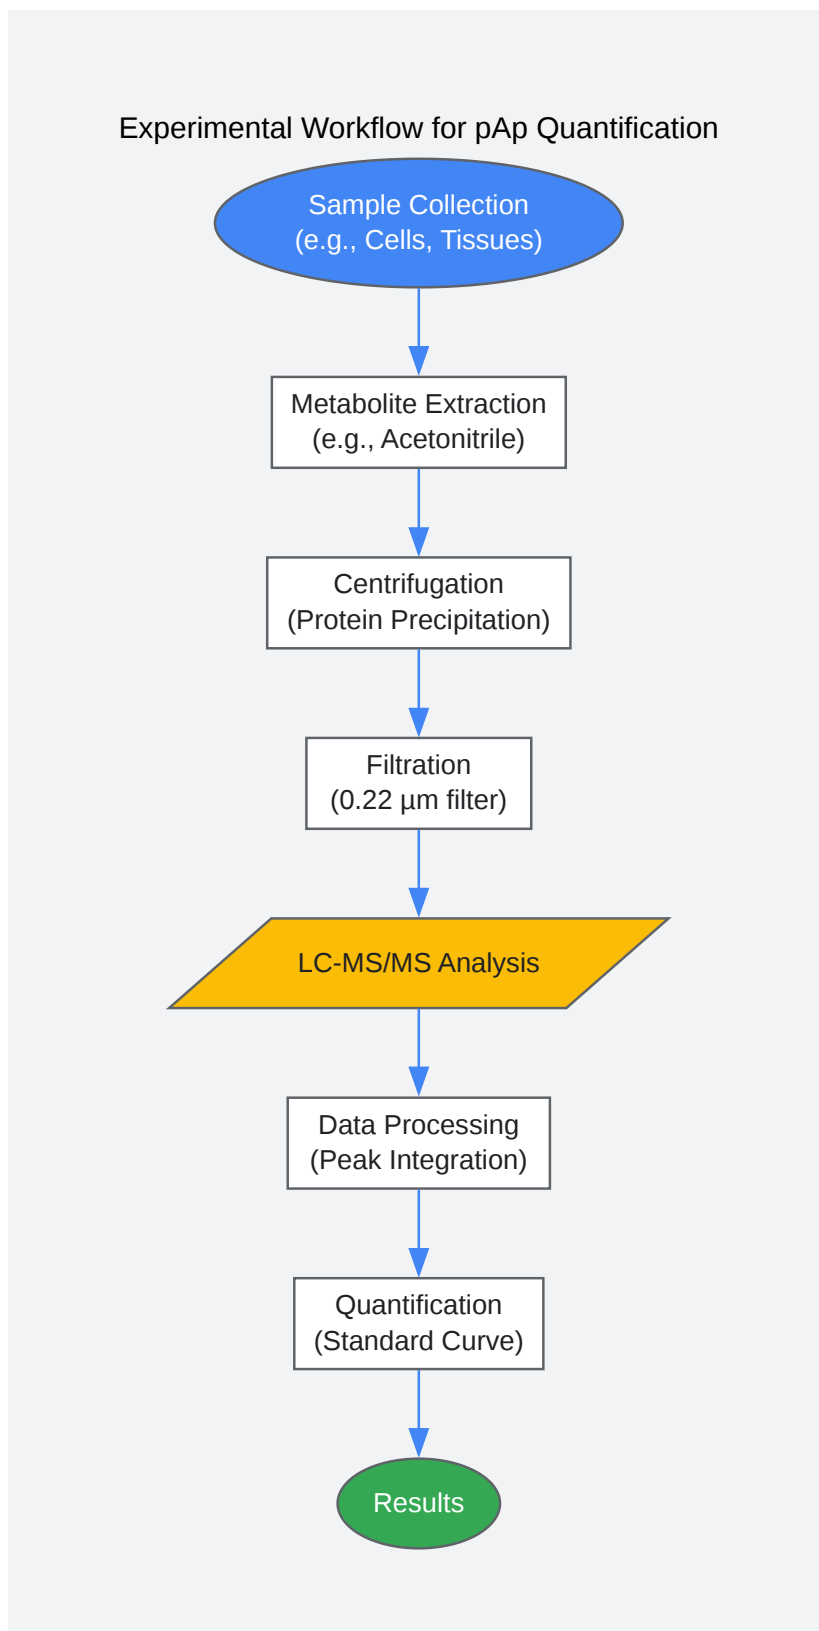 Experimental Workflow for pAp Quantification
Sample Collection
(e.g., Cells, Tissues)
Metabolite Extraction
(e.g., Acetonitrile)
Centrifugation
(Protein Precipitation)
Filtration
(0.22 µm filter)
LC-MS/MS Analysis
Data Processing
(Peak Integration)
Quantification
(Standard Curve)
Results